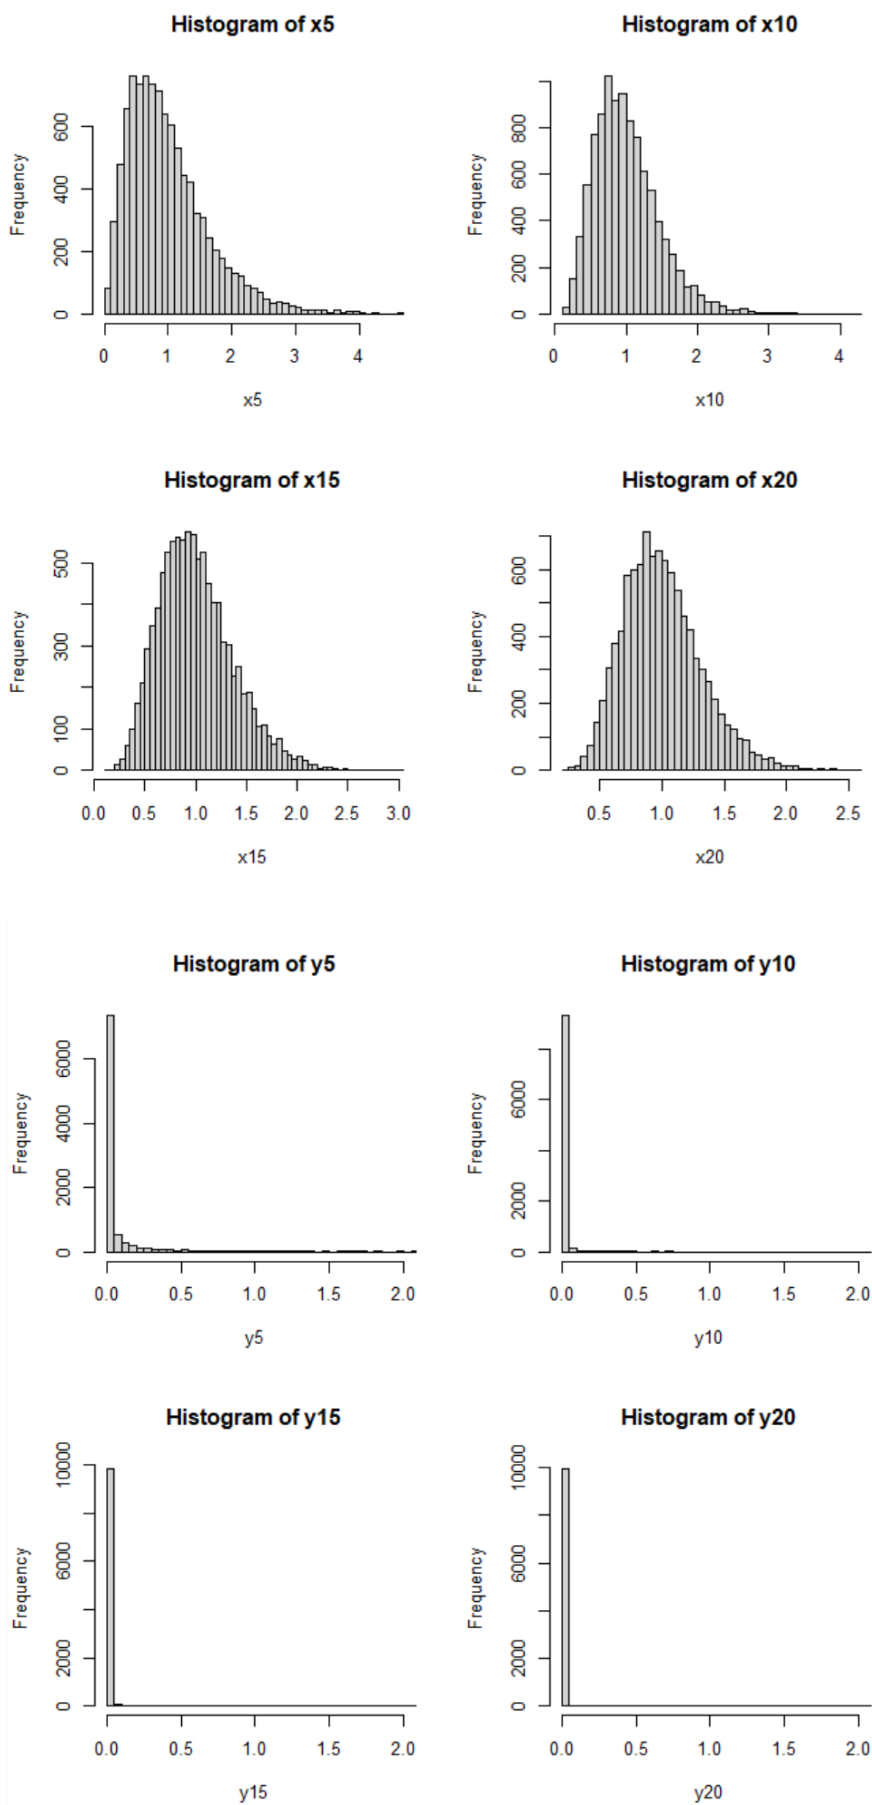 Histogram of x5
Frequency
0 200 400 600
0 1 2 3 4
x5
Histogram of x10
Frequency
0 200 400 600 800
0 1 2 3 4
x10
Histogram of x15
Frequency
0 100 300 500
0.0 0.5 1.0 1.5 2.0 2.5 3.0
x15
Histogram of x20
Frequency
0 200 400 600
0.5 1.0 1.5 2.0 2.5
x20
Histogram of y5
Frequency
0 2000 4000 6000
0.0 0.5 1.0 1.5 2.0
y5
Histogram of y10
Frequency
0 2000 6000
0.0 0.5 1.0 1.5 2.0
y10
Histogram of y15
Frequency
0 2000 6000 10000
0.0 0.5 1.0 1.5 2.0
y15
Histogram of y20
Frequency
0 2000 6000 10000
0.0 0.5 1.0 1.5 2.0
y20